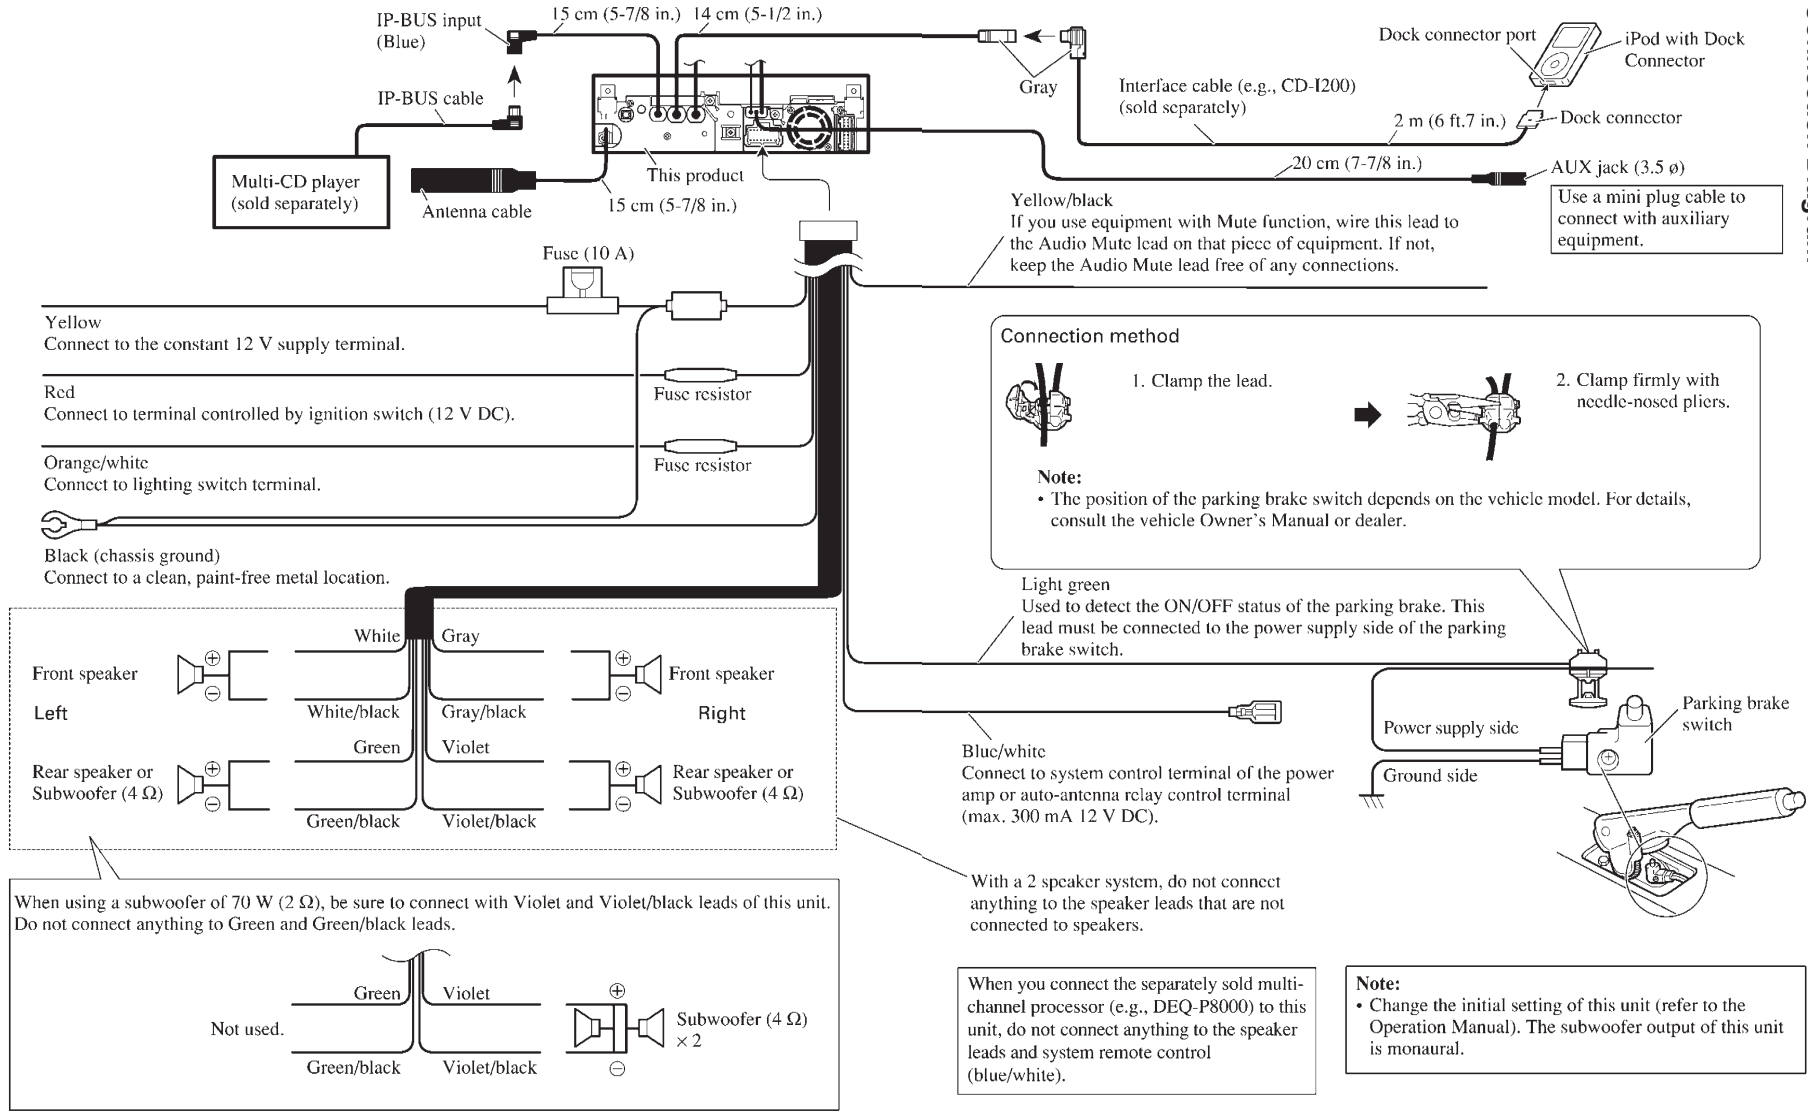 IP-BUS input
(Blue)
15 cm (5-7/8 in.)
14 cm (5-1/2 in.)
Gray
Dock connector port
iPod with Dock
Connector
IP-BUS cable
Interface cable (e.g., CD-I200)
(sold separately)
2 m (6 ft.7 in.)
Dock connector
Multi-CD player
(sold separately)
Antenna cable
This product
15 cm (5-7/8 in.)
20 cm (7-7/8 in.)
AUX jack (3.5 ø)
Use a mini plug cable to
connect with auxiliary
equipment.
Yellow/black
If you use equipment with Mute function, wire this lead to
the Audio Mute lead on that piece of equipment. If not,
keep the Audio Mute lead free of any connections.
Fuse (10 A)
Yellow
Connect to the constant 12 V supply terminal.
Red
Connect to terminal controlled by ignition switch (12 V DC).
Fuse resistor
Orange/white
Connect to lighting switch terminal.
Fuse resistor
Black (chassis ground)
Connect to a clean, paint-free metal location.
Connection method
1. Clamp the lead.
2. Clamp firmly with
needle-nosed pliers.
Note:
• The position of the parking brake switch depends on the vehicle model. For details,
consult the vehicle Owner's Manual or dealer.
Light green
Used to detect the ON/OFF status of the parking brake. This
lead must be connected to the power supply side of the parking
brake switch.
White
Gray
Front speaker
+
−
+
−
Front speaker
Left
White/black
Gray/black
Right
Green
Violet
Rear speaker or
Subwoofer (4 Ω)
+
−
+
−
Rear speaker or
Subwoofer (4 Ω)
Green/black
Violet/black
Blue/white
Connect to system control terminal of the power
amp or auto-antenna relay control terminal
(max. 300 mA 12 V DC).
Power supply side
Ground side
Parking brake
switch
When using a subwoofer of 70 W (2 Ω), be sure to connect with Violet and Violet/black leads of this unit.
Do not connect anything to Green and Green/black leads.
Green
Violet
Not used.
+
−
Subwoofer (4 Ω)
× 2
Green/black
Violet/black
With a 2 speaker system, do not connect
anything to the speaker leads that are not
connected to speakers.
When you connect the separately sold multi-
channel processor (e.g., DEQ-P8000) to this
unit, do not connect anything to the speaker
leads and system remote control
(blue/white).
Note:
• Change the initial setting of this unit (refer to the
Operation Manual). The subwoofer output of this unit
is monaural.